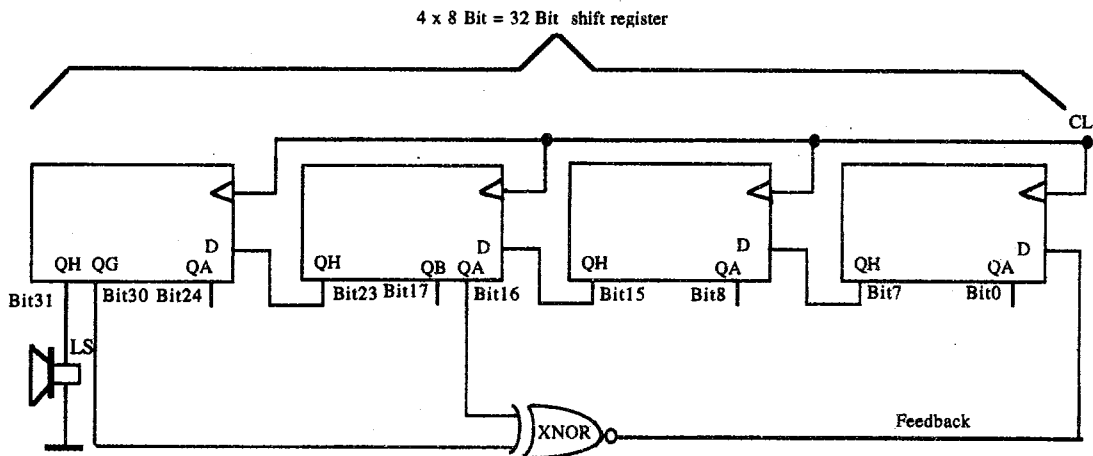 4 x 8 Bit = 32 Bit shift register
CL
D D D D
QH QG QA QH QB QA QH QA QH QA
Bit31 Bit30 Bit24 Bit23 Bit17 Bit16 Bit15 Bit8 Bit7 Bit0
LS
XNOR Feedback